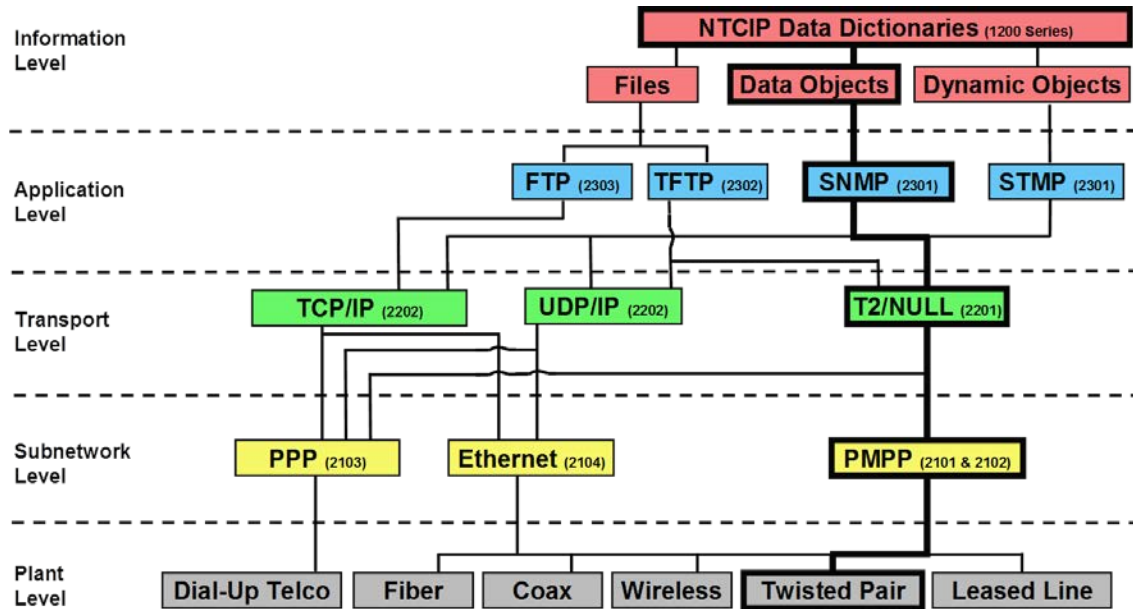 Information
Level
NTCIP Data Dictionaries (1200 Series)
Files
Data Objects
Dynamic Objects
Application
Level
FTP (2303)
TFTP (2302)
SNMP (2301)
STMP (2301)
Transport
Level
TCP/IP (2202)
UDP/IP (2202)
T2/NULL (2201)
Subnetwork
Level
PPP (2103)
Ethernet (2104)
PMPP (2101 & 2102)
Plant
Level
Dial-Up Telco
Fiber
Coax
Wireless
Twisted Pair
Leased Line